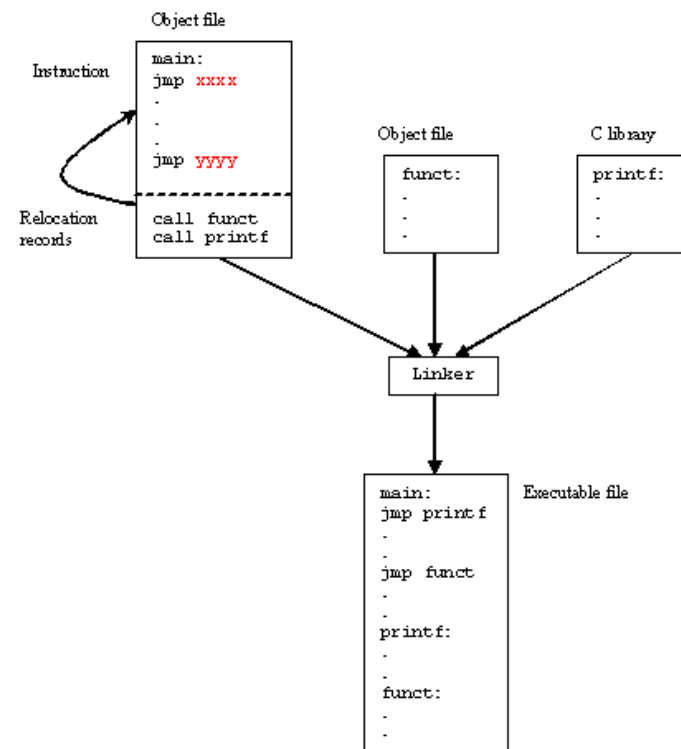 Object file
Instruction
main:
jmp xxxx
.
.
.
jmp yyyy
Relocation
records
call funct
call printf
Object file
funct:
.
.
.
C library
printf:
.
.
.
Linker
Executable file
main:
jmp printf
.
.
jmp funct
.
.
printf:
.
.
funct:
.
.